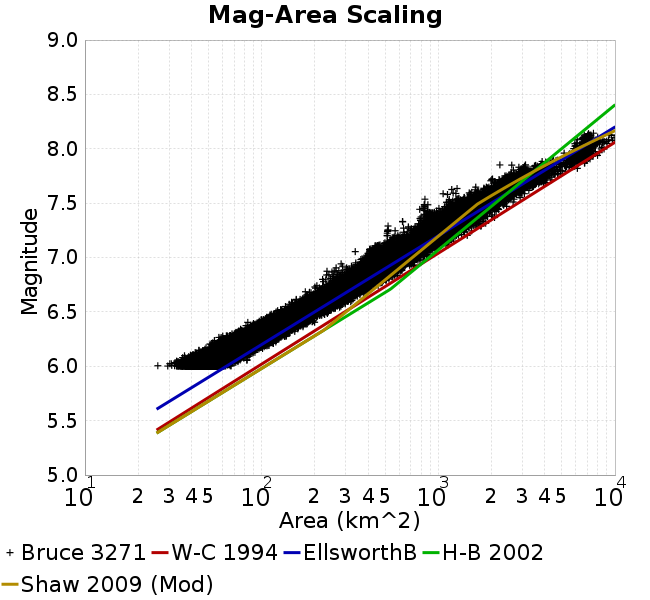 Mag-Area Scaling
9.0
8.5
8.0
7.5
7.0
6.5
6.0
5.5
5.0
Magnitude
10^1 2 3 4 5 10^2 2 3 4 5 10^3 2 3 4 5 10^4
Area (km^2)
+ Bruce 3271 W-C 1994 EllsworthB H-B 2002
Shaw 2009 (Mod)